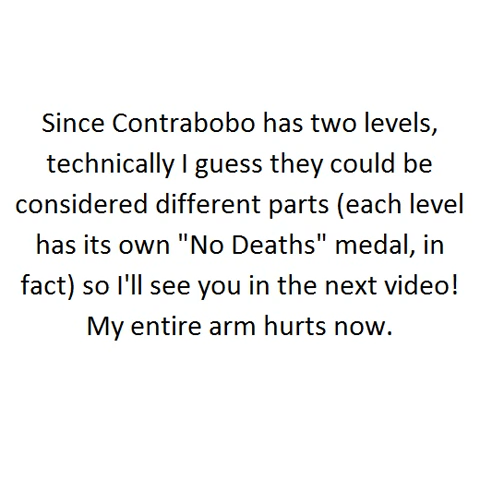 Since Contrabobo has two levels,
technically I guess they could be
considered different parts (each level
has its own "No Deaths" medal, in
fact) so I'll see you in the next video!
My entire arm hurts now.